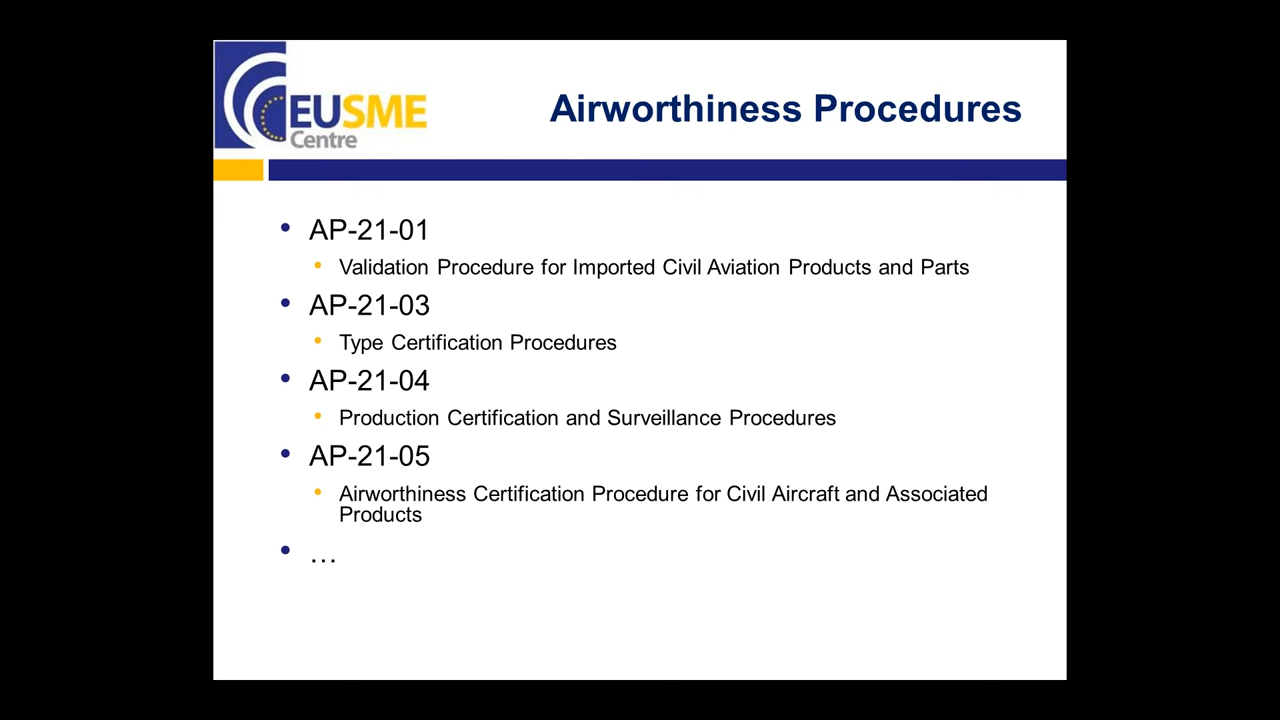 EUSME
Centre
Airworthiness Procedures
• AP-21-01
• Validation Procedure for Imported Civil Aviation Products and Parts
• AP-21-03
• Type Certification Procedures
• AP-21-04
• Production Certification and Surveillance Procedures
• AP-21-05
• Airworthiness Certification Procedure for Civil Aircraft and Associated
Products
• …